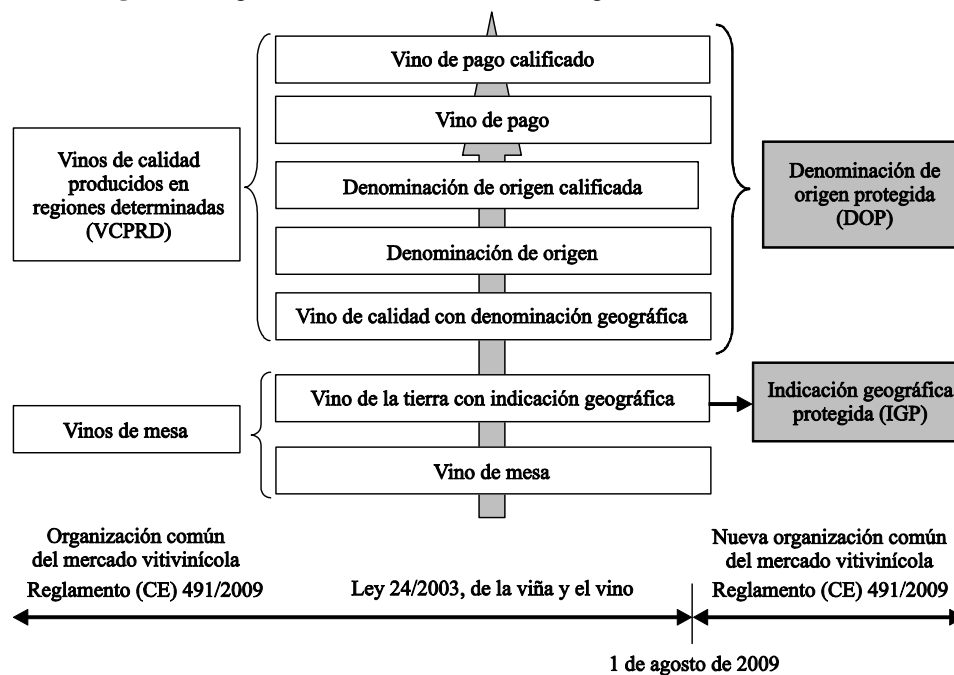 Vino de pago calificado
Vino de pago
Vinos de calidad
producidos en
regiones determinadas
(VCPRD)
Denominación de origen calificada
Denominación de
origen protegida
(DOP)
Denominación de origen
Vino de calidad con denominación geográfica
Vino de la tierra con indicación geográfica
Indicación geográfica
protegida (IGP)
Vinos de mesa
Vino de mesa
Organización común
del mercado vitivinícola
Reglamento (CE) 491/2009
Ley 24/2003, de la viña y el vino
Nueva organización común
del mercado vitivinícola
Reglamento (CE) 491/2009
1 de agosto de 2009